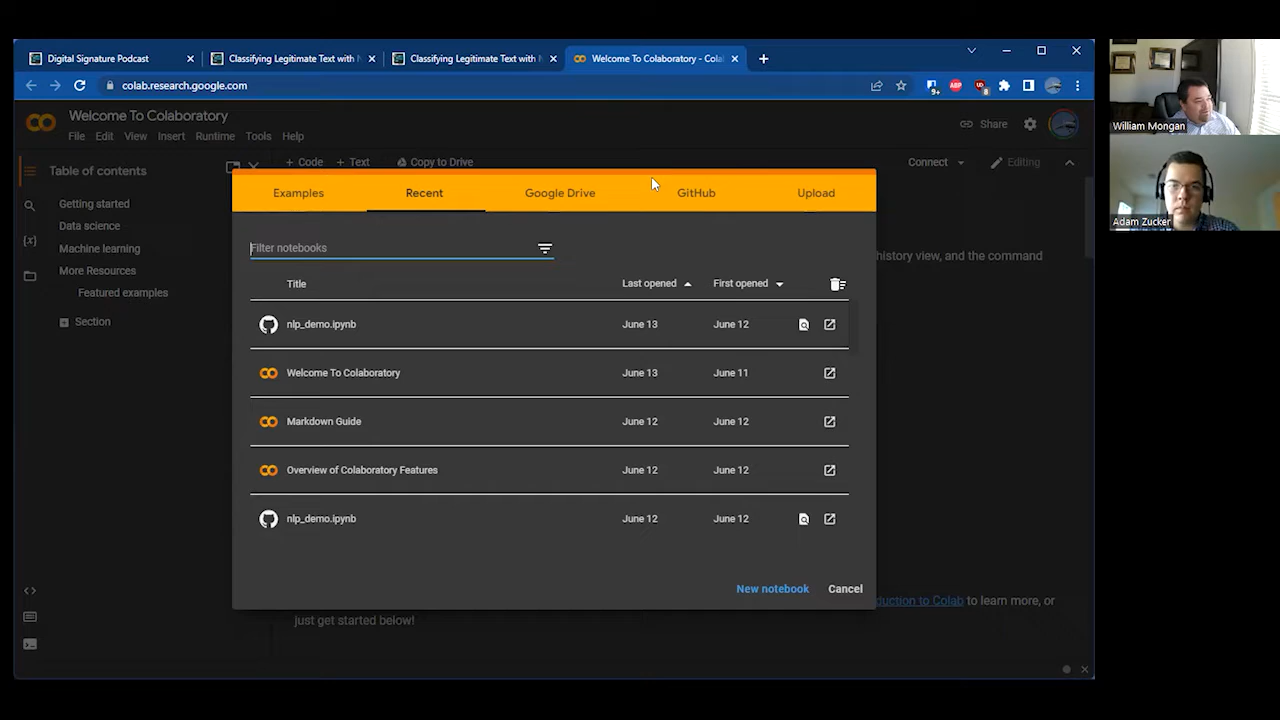 Digital Signature Podcast
Classifying Legitimate Text with N
Classifying Legitimate Text with N
Welcome To Colaboratory - Cola
colab.research.google.com
9+
ABP
8
Welcome To Colaboratory
File Edit View Insert Runtime Tools Help
Share
Table of contents
+ Code + Text Copy to Drive
Connect
Editing
Getting started
Data science
Machine learning
More Resources
Featured examples
Section
Examples Recent Google Drive GitHub Upload
Filter notebooks
Title Last opened First opened
nlp_demo.ipynb June 13 June 12
Welcome To Colaboratory June 13 June 11
Markdown Guide June 12 June 12
Overview of Colaboratory Features June 12 June 12
nlp_demo.ipynb June 12 June 12
New notebook Cancel
history view, and the command
duction to Colab to learn more, or
just get started below!
William Mongan
Adam Zucker